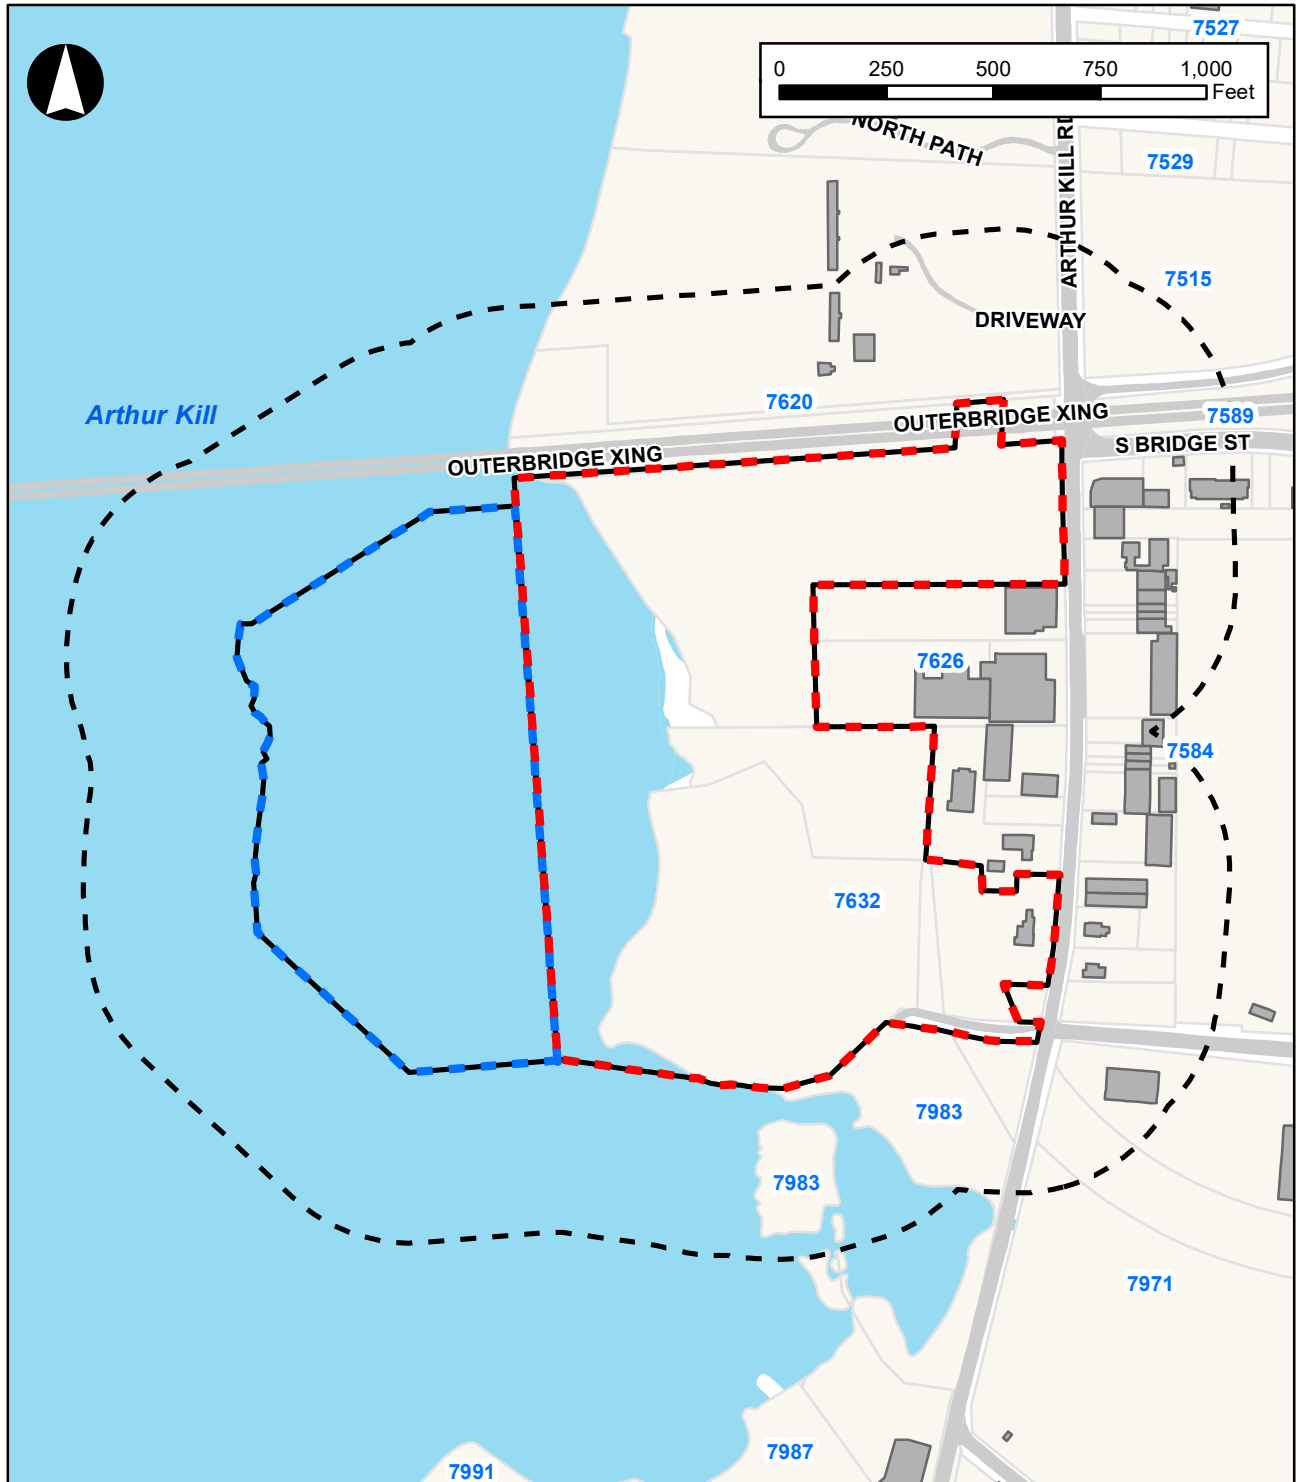 7527
0 250 500 750 1,000
Feet
NORTH PATH
ARTHUR KILL RD
7529
7515
DRIVEWAY
Arthur Kill
7620
OUTERBRIDGE XING
7589
S BRIDGE ST
OUTERBRIDGE XING
7626
7584
7632
7983
7983
7971
7987
7991